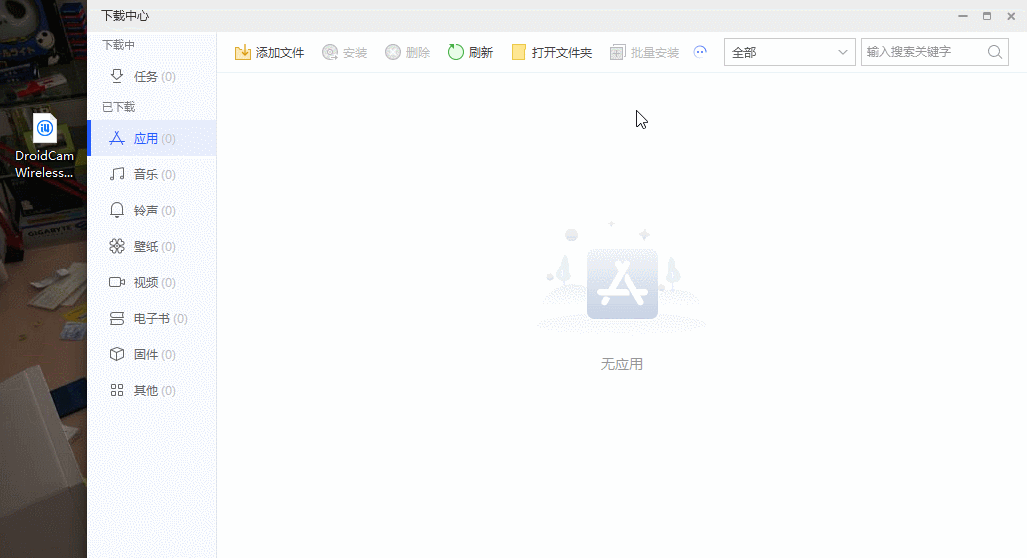 下载中心
下载中
任务 (0)
已下载
应用 (0)
音乐 (0)
铃声 (0)
壁纸 (0)
视频 (0)
电子书 (0)
固件 (0)
其他 (0)
添加文件
安装
删除
刷新
打开文件夹
批量安装
全部
输入搜索关键字
无应用
DroidCam
Wireless...
GIGABYTE